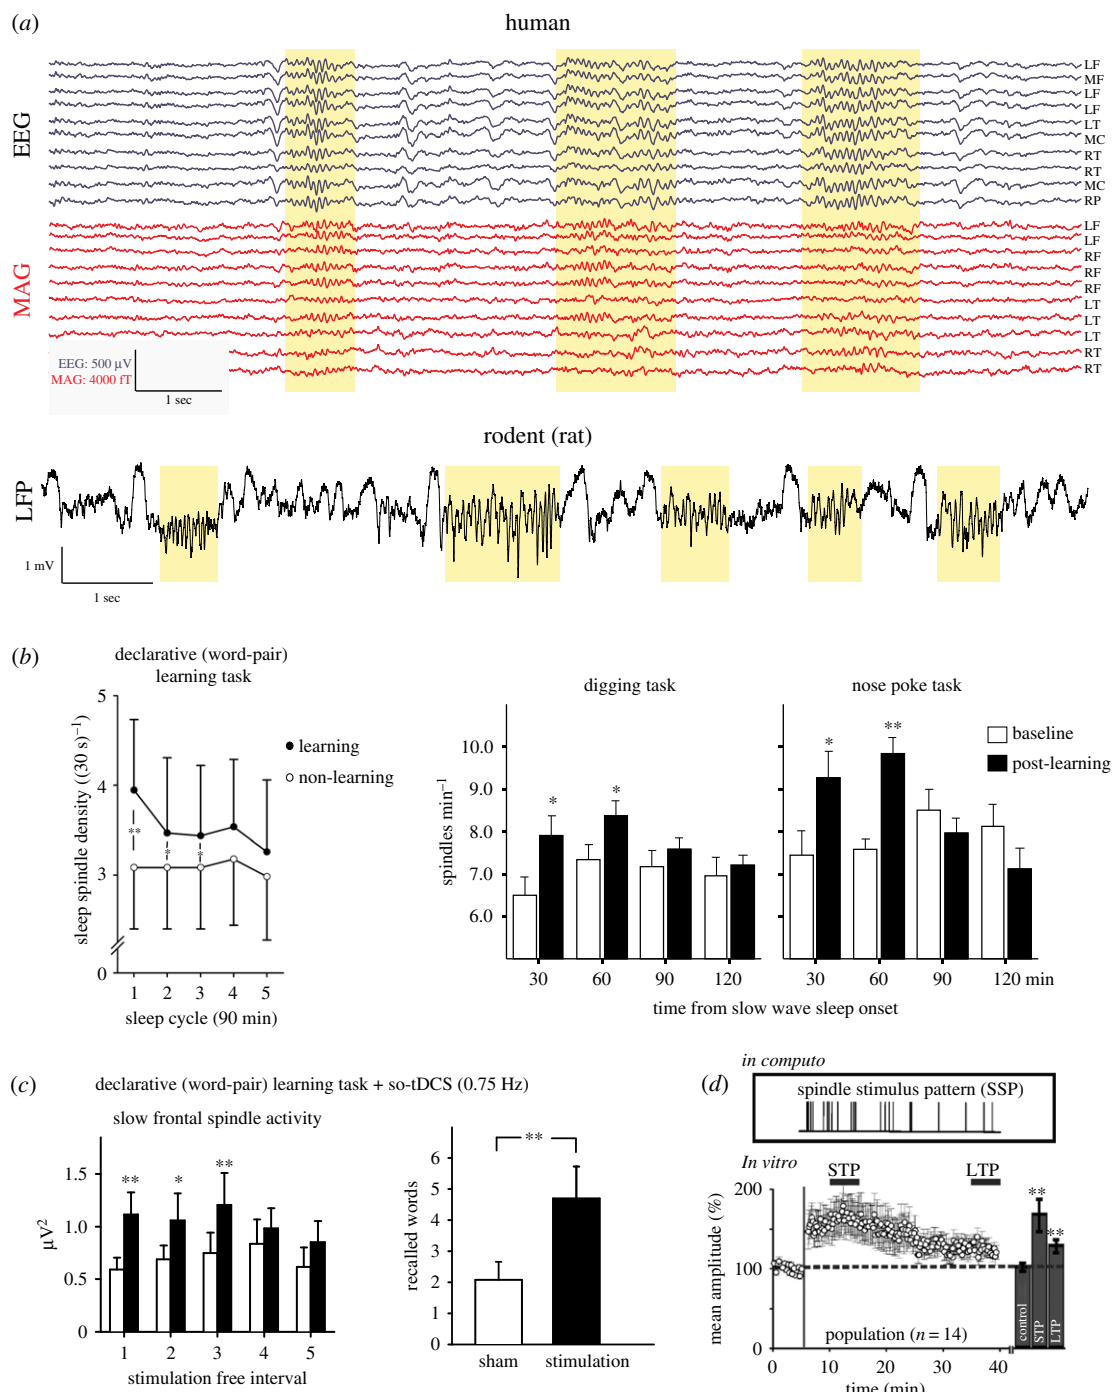 (a)
human
EEG
LF
MF
LF
LF
LT
MC
RT
RT
MC
RP
MAG
LF
LF
RF
RF
RF
LT
LT
LT
RT
RT
EEG: 500 µV
MAG: 4000 fT
1 sec
rodent (rat)
LFP
1 mV
1 sec
(b)
declarative (word-pair)
learning task
sleep spindle density ((30 s)⁻¹)
5
4
3
0
**
*
*
learning
non-learning
1 2 3 4 5
sleep cycle (90 min)
digging task
nose poke task
spindles min⁻¹
10.0
9.0
8.0
7.0
6.0
*
*
*
**
baseline
post-learning
30 60 90 120
30 60 90 120 min
time from slow wave sleep onset
(c)
declarative (word-pair) learning task + so-tDCS (0.75 Hz)
slow frontal spindle activity
µV²
1.5
1.0
0.5
0
** * **
1 2 3 4 5
stimulation free interval
recalled words
6
5
4
3
2
1
0
**
sham stimulation
(d)
in computo
spindle stimulus pattern (SSP)
In vitro
STP
LTP
mean amplitude (%)
200
100
0
**
**
population (n = 14)
control
STP
LTP
0 10 20 30 40
time (min)